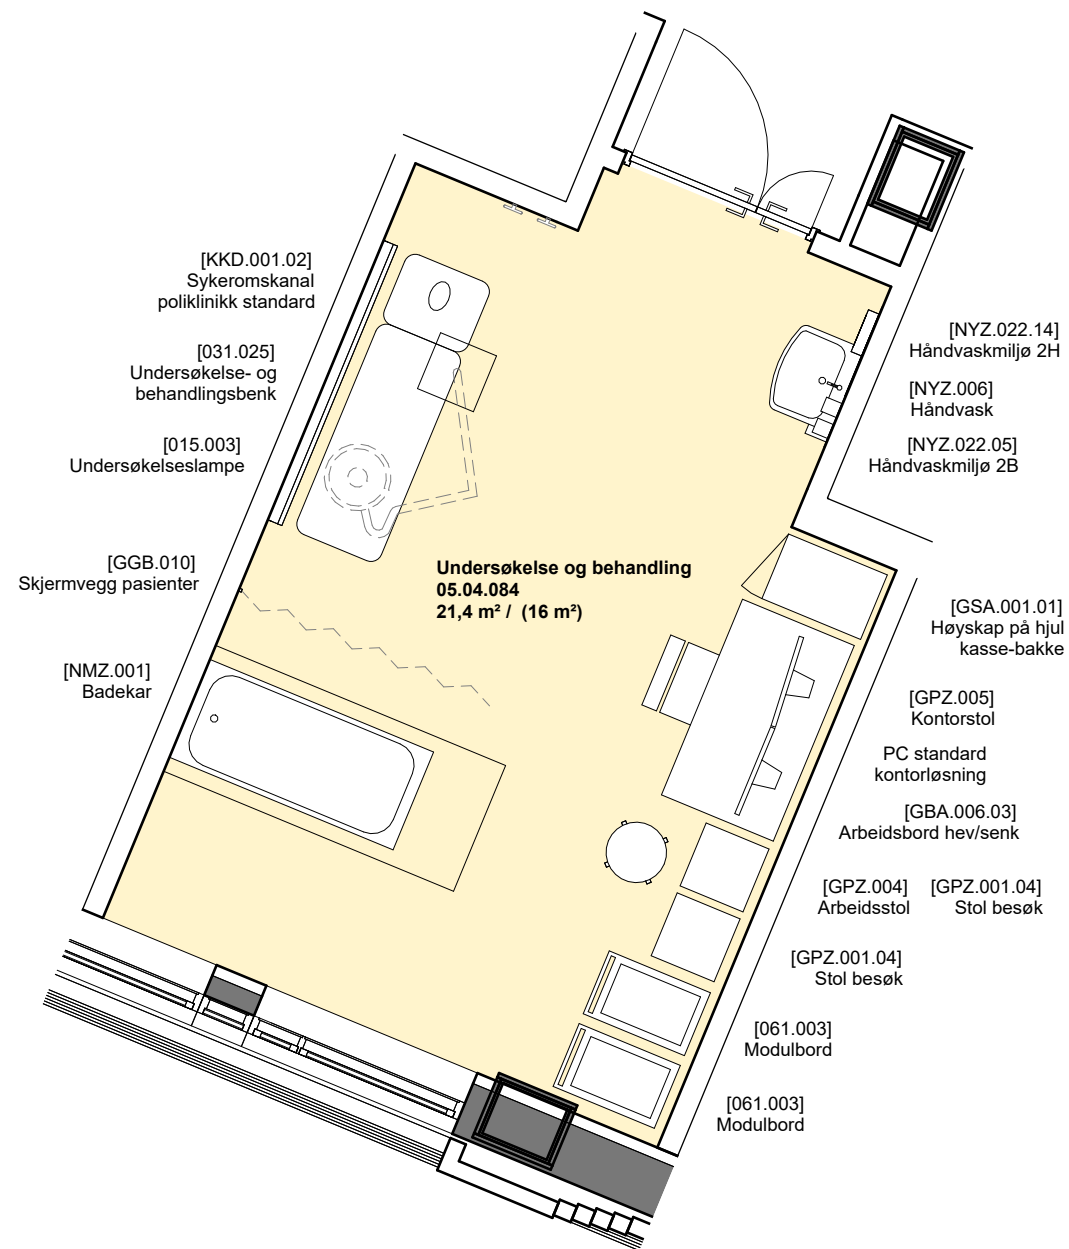 [KKD.001.02]
Sykeromskanal
poliklinikk standard
[031.025]
Undersøkelse- og
behandlingsbenk
[015.003]
Undersøkelseslampe
[GGB.010]
Skjermvegg pasienter
[NMZ.001]
Badekar
Undersøkelse og behandling
05.04.084
21,4 m² / (16 m²)
[NYZ.022.14]
Håndvaskmiljø 2H
[NYZ.006]
Håndvask
[NYZ.022.05]
Håndvaskmiljø 2B
[GSA.001.01]
Høyskap på hjul
kasse-bakke
[GPZ.005]
Kontorstol
PC standard
kontorløsning
[GBA.006.03]
Arbeidsbord hev/senk
[GPZ.004] [GPZ.001.04]
Arbeidsstol Stol besøk
[GPZ.001.04]
Stol besøk
[061.003]
Modulbord
[061.003]
Modulbord